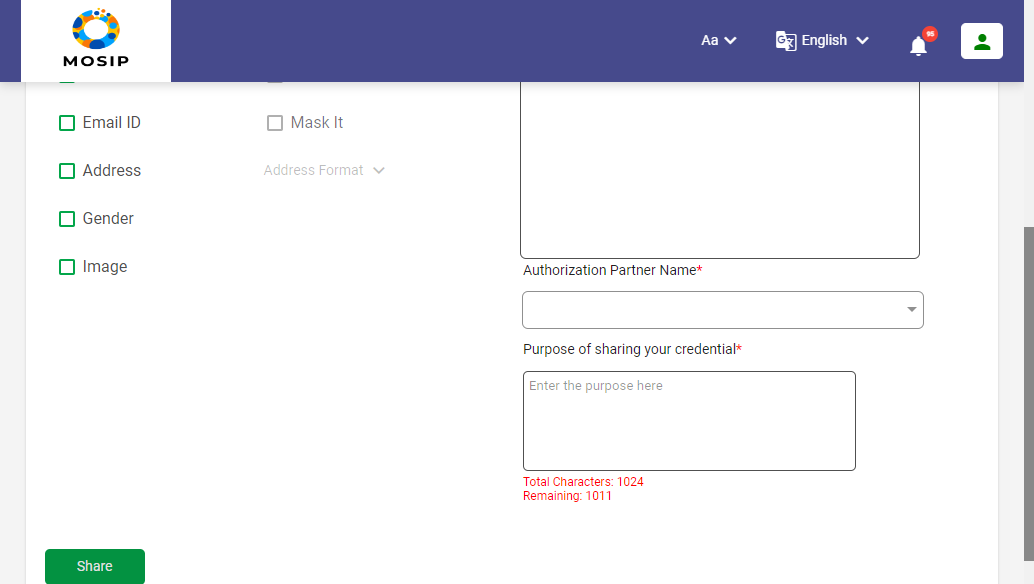 MOSIP
Aa
English
95
Email ID
Mask It
Address
Address Format
Gender
Image
Authorization Partner Name*
Purpose of sharing your credential*
Enter the purpose here
Total Characters: 1024
Remaining: 1011
Share